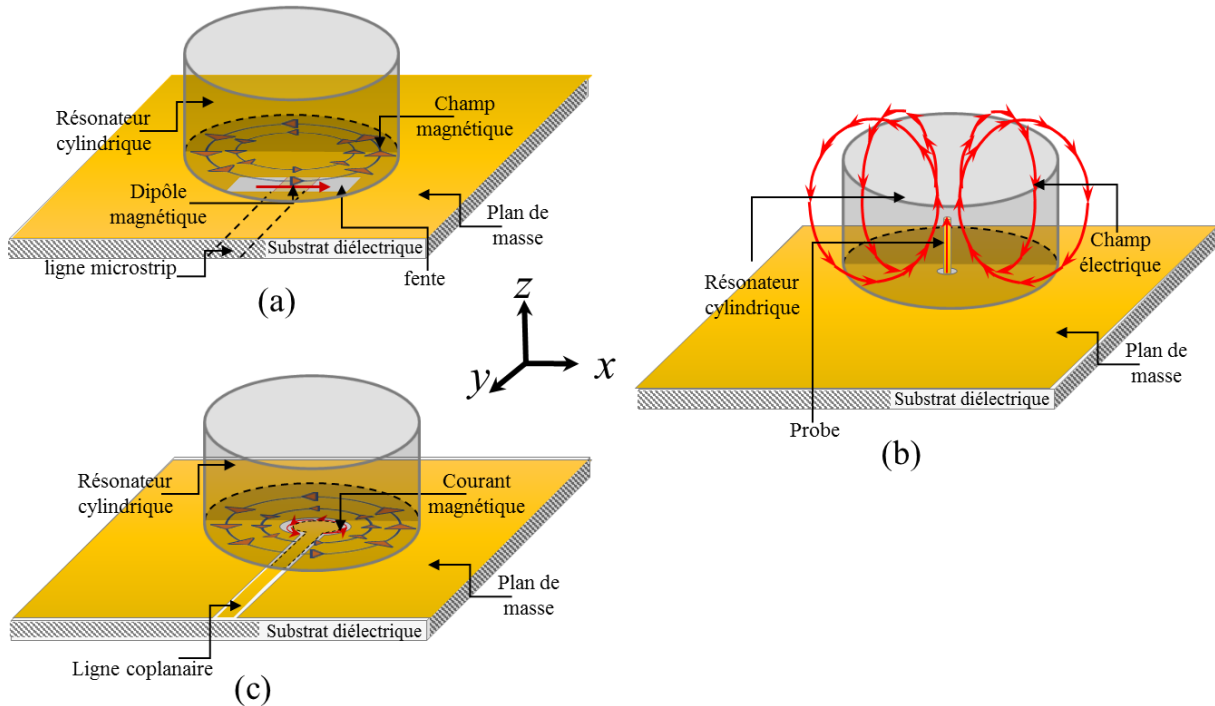 Résonateur
cylindrique
Champ
magnétique
Dipôle
magnétique
Plan de
masse
Substrat diélectrique
ligne microstrip
fente
(a)
Résonateur
cylindrique
Champ
électrique
Plan de
masse
Substrat diélectrique
Probe
(b)
z
y
x
Résonateur
cylindrique
Courant
magnétique
Plan de
masse
Substrat diélectrique
Ligne coplanaire
(c)